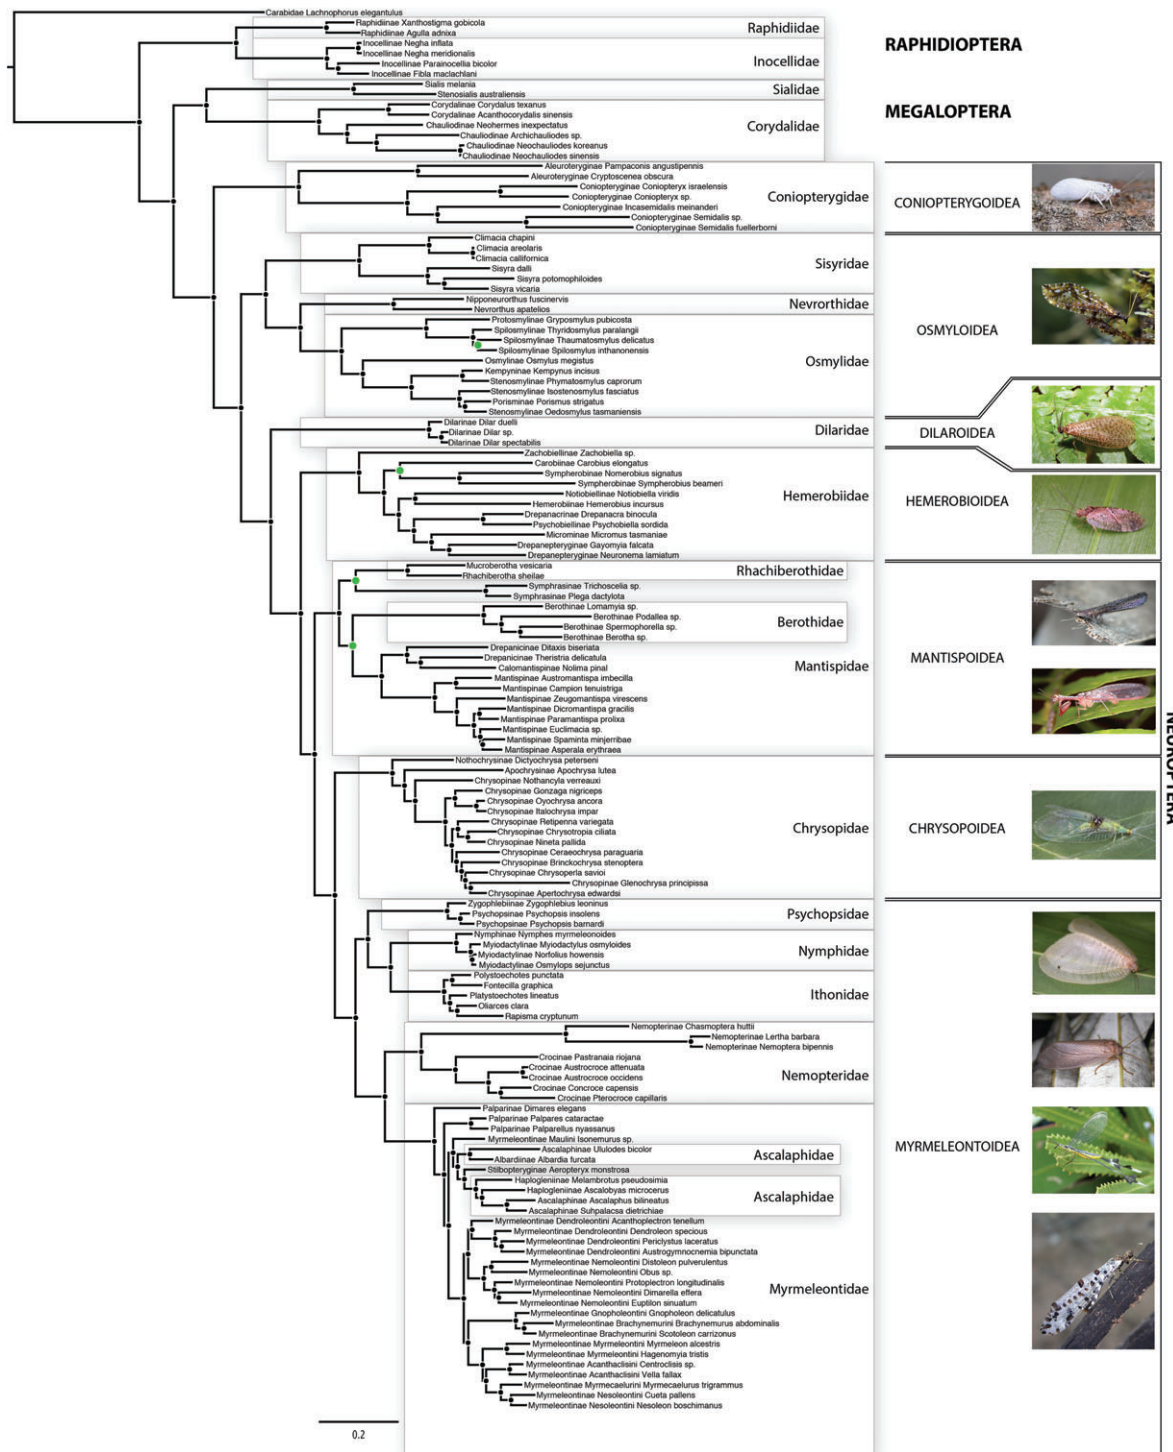 Carabidae Lachnophorus elegantulus
Raphidiinae Xanthostigma gobicola
Raphidiinae Agulla adnixa
Raphidiidae
Inocellinae Negha inflata
Inocellinae Negha meridionalis
Inocellinae Parainocellia bicolor
Inocellinae Fibla maclachlani
Inocellidae
RAPHIDIOPTERA
Sialis melania
Stenosialis australiensis
Sialidae
Corydalinae Corydalus texanus
Corydalinae Acanthocorydalis sinensis
Chauliodinae Neohermes inexpectatus
Chauliodinae Archichauliodes sp.
Chauliodinae Neochauliodes koreanus
Chauliodinae Neochauliodes sinensis
Corydalidae
MEGALOPTERA
Aleuroteryginae Pampaconis angustipennis
Aleuroteryginae Cryptoscenea obscura
Coniopteryginae Coniopteryx israelensis
Coniopteryginae Coniopteryx sp.
Coniopteryginae Incasemidalis meinanderi
Coniopteryginae Semidalis sp.
Coniopteryginae Semidalis fuellerborni
Coniopterygidae
CONIOPTERYGOIDEA
Climacia chapini
Climacia areolaris
Climacia callifornica
Sisyra dalli
Sisyra potomophiloides
Sisyra vicaria
Sisyridae
Nipponeurorthus fuscinervis
Nevrorthus apatelios
Nevrorthidae
Protosmylinae Gryposmylus pubicosta
Spilosmylinae Thyridosmylus paralangii
Spilosmylinae Thaumatosmylus delicatus
Spilosmylinae Spilosmylus inthanonensis
Osmylinae Osmylus megistus
Kempyninae Kempynus incisus
Stenosmylinae Phymatosmylus caprorum
Stenosmylinae Isostenosmylus fasciatus
Porisminae Porismus strigatus
Stenosmylinae Oedosmylus tasmaniensis
Osmylidae
OSMYLOIDEA
Dilarinae Dilar duelli
Dilarinae Dilar sp.
Dilarinae Dilar spectabilis
Dilaridae
DILAROIDEA
Zachobiellinae Zachobiella sp.
Carobiinae Carobius elongatus
Sympherobinae Nomerobius signatus
Sympherobinae Sympherobius beameri
Notiobiellinae Notiobiella viridis
Hemerobiinae Hemerobius incursus
Drepanacrinae Drepanacra binocula
Psychobiellinae Psychobiella sordida
Microminae Micromus tasmaniae
Drepanepteryginae Gayomyia falcata
Drepanepteryginae Neuronema lamiatum
Hemerobiidae
HEMEROBIOIDEA
Mucroberotha vesicaria
Rhachiberotha sheilae
Rhachiberothidae
Symphrasinae Trichoscelia sp.
Symphrasinae Plega dactylota
Berothinae Lomamyia sp.
Berothinae Podallea sp.
Berothinae Spermophorella sp.
Berothinae Berotha sp.
Berothidae
Drepanicinae Ditaxis biseriata
Drepanicinae Theristria delicatula
Calomantispinae Nolima pinal
Mantispinae Austromantispa imbecilla
Mantispinae Campion tenuistriga
Mantispinae Zeugomantispa virescens
Mantispinae Dicromantispa gracilis
Mantispinae Paramantispa prolixa
Mantispinae Euclimacia sp.
Mantispinae Spaminta minjerribae
Mantispinae Asperala erythraea
Mantispidae
MANTISPOIDEA
NEUROPTERA
Nothochrysinae Dictyochrysa peterseni
Apochrysinae Apochrysa lutea
Chrysopinae Nothancyla verreauxi
Chrysopinae Gonzaga nigriceps
Chrysopinae Oyochrysa ancora
Chrysopinae Italochrysa impar
Chrysopinae Retipenna variegata
Chrysopinae Chrysotropia ciliata
Chrysopinae Nineta pallida
Chrysopinae Ceraeochrysa paraguaria
Chrysopinae Brinckochrysa stenoptera
Chrysopinae Chrysoperla savioi
Chrysopinae Glenochrysa principissa
Chrysopinae Apertochrysa edwardsi
Chrysopidae
CHRYSOPOIDEA
Zygophlebiinae Zygophlebius leoninus
Psychopsinae Psychopsis insolens
Psychopsinae Psychopsis barnardi
Psychopsidae
Nymphinae Nymphes myrmeleonoides
Myiodactylinae Myiodactylus osmyloides
Myiodactylinae Norfolius howensis
Myiodactylinae Osmylops sejunctus
Nymphidae
Polystoechotes punctata
Fontecilla graphica
Platystoechotes lineatus
Oliarces clara
Rapisma cryptunum
Ithonidae
Nemopterinae Chasmoptera huttii
Nemopterinae Lertha barbara
Nemopterinae Nemoptera bipennis
Crocinae Pastranaia riojana
Crocinae Austrocroce attenuata
Crocinae Austrocroce occidens
Crocinae Concroce capensis
Crocinae Pterocroce capillaris
Nemopteridae
Palparinae Dimares elegans
Palparinae Palpares cataractae
Palparinae Palparellus nyassanus
Myrmeleontinae Maulini Isonemurus sp.
Ascalaphinae Ululodes bicolor
Albardiinae Albardia furcata
Ascalaphidae
Stilbopteryginae Aeropteryx monstrosa
Haplogleniinae Melambrotus pseudosimia
Haplogleniinae Ascalobyas microcerus
Ascalaphinae Ascalaphus bilineatus
Ascalaphinae Suhpalacsa dietrichiae
Ascalaphidae
MYRMELEONTOIDEA
Myrmeleontinae Dendroleontini Acanthoplectron tenellum
Myrmeleontinae Dendroleontini Dendroleon specious
Myrmeleontinae Dendroleontini Periclystus laceratus
Myrmeleontinae Dendroleontini Austrogymnocnemia bipunctata
Myrmeleontinae Nemoleontini Distoleon pulverulentus
Myrmeleontinae Nemoleontini Obus sp.
Myrmeleontinae Nemoleontini Protoplectron longitudinalis
Myrmeleontinae Nemoleontini Dimarella effera
Myrmeleontinae Nemoleontini Euptilon sinuatum
Myrmeleontidae
Myrmeleontinae Gnopholeontini Gnopholeon delicatulus
Myrmeleontinae Brachynemurini Brachynemurus abdominalis
Myrmeleontinae Brachynemurini Scotoleon carrizonus
Myrmeleontinae Myrmeleontini Myrmeleon alcestris
Myrmeleontinae Myrmeleontini Hagenomyia tristis
Myrmeleontinae Acanthaclisini Centroclisis sp.
Myrmeleontinae Acanthaclisini Vella fallax
Myrmeleontinae Myrmecaelurini Myrmecaelurus trigrammus
Myrmeleontinae Nesoleontini Cueta pallens
Myrmeleontinae Nesoleontini Nesoleon boschimanus
0.2